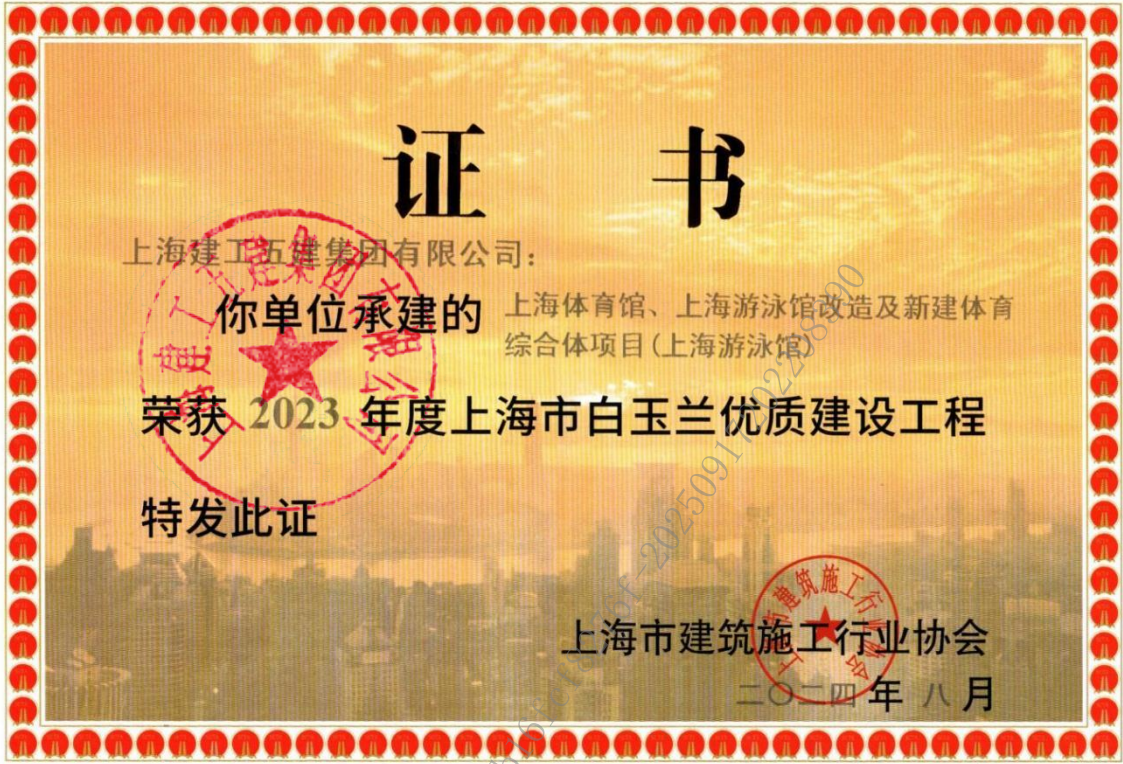 证 书
上海建工五建集团有限公司：
你单位承建的 上海体育馆、上海游泳馆改造及新建体育
综合体项目(上海游泳馆)
荣获 2023 年度上海市白玉兰优质建设工程
特发此证
上海市建筑施工行业协会
二〇二四 年 八 月